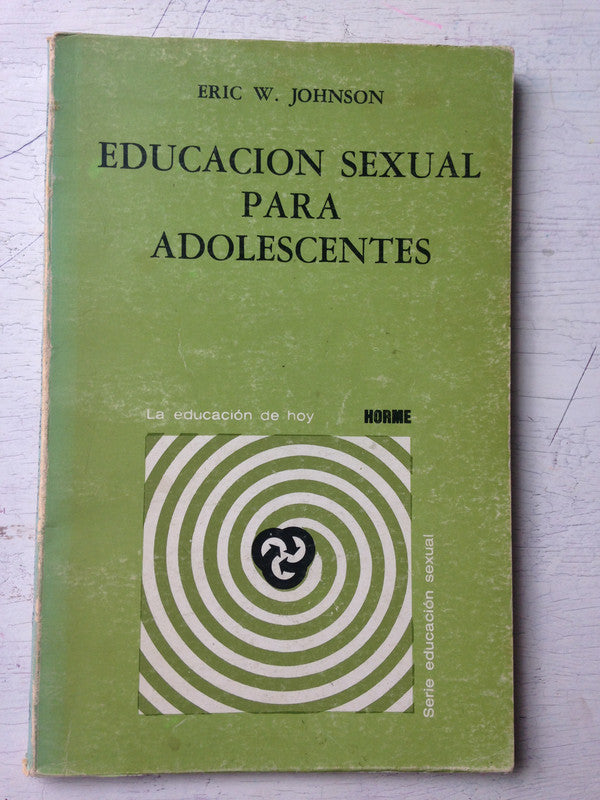 ERIC W. JOHNSON
EDUCACION SEXUAL
PARA
ADOLESCENTES
La educación de hoy
HORME
Serie educación sexual